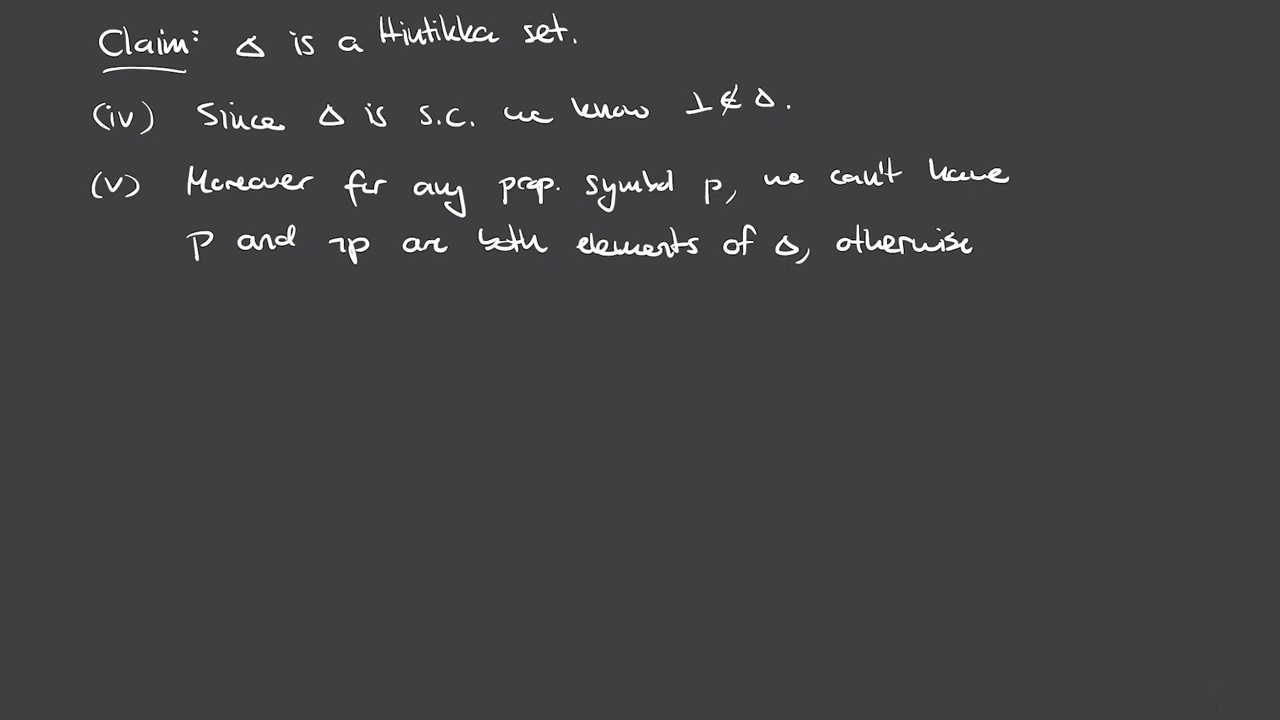 Claim: Δ is a Hintikka set.
(iv) Since Δ is s.c. we know ⊥ ∉ Δ.
(v) Moreover for any prop. symbol p, we can't have
p and ¬p are both elements of Δ, otherwise